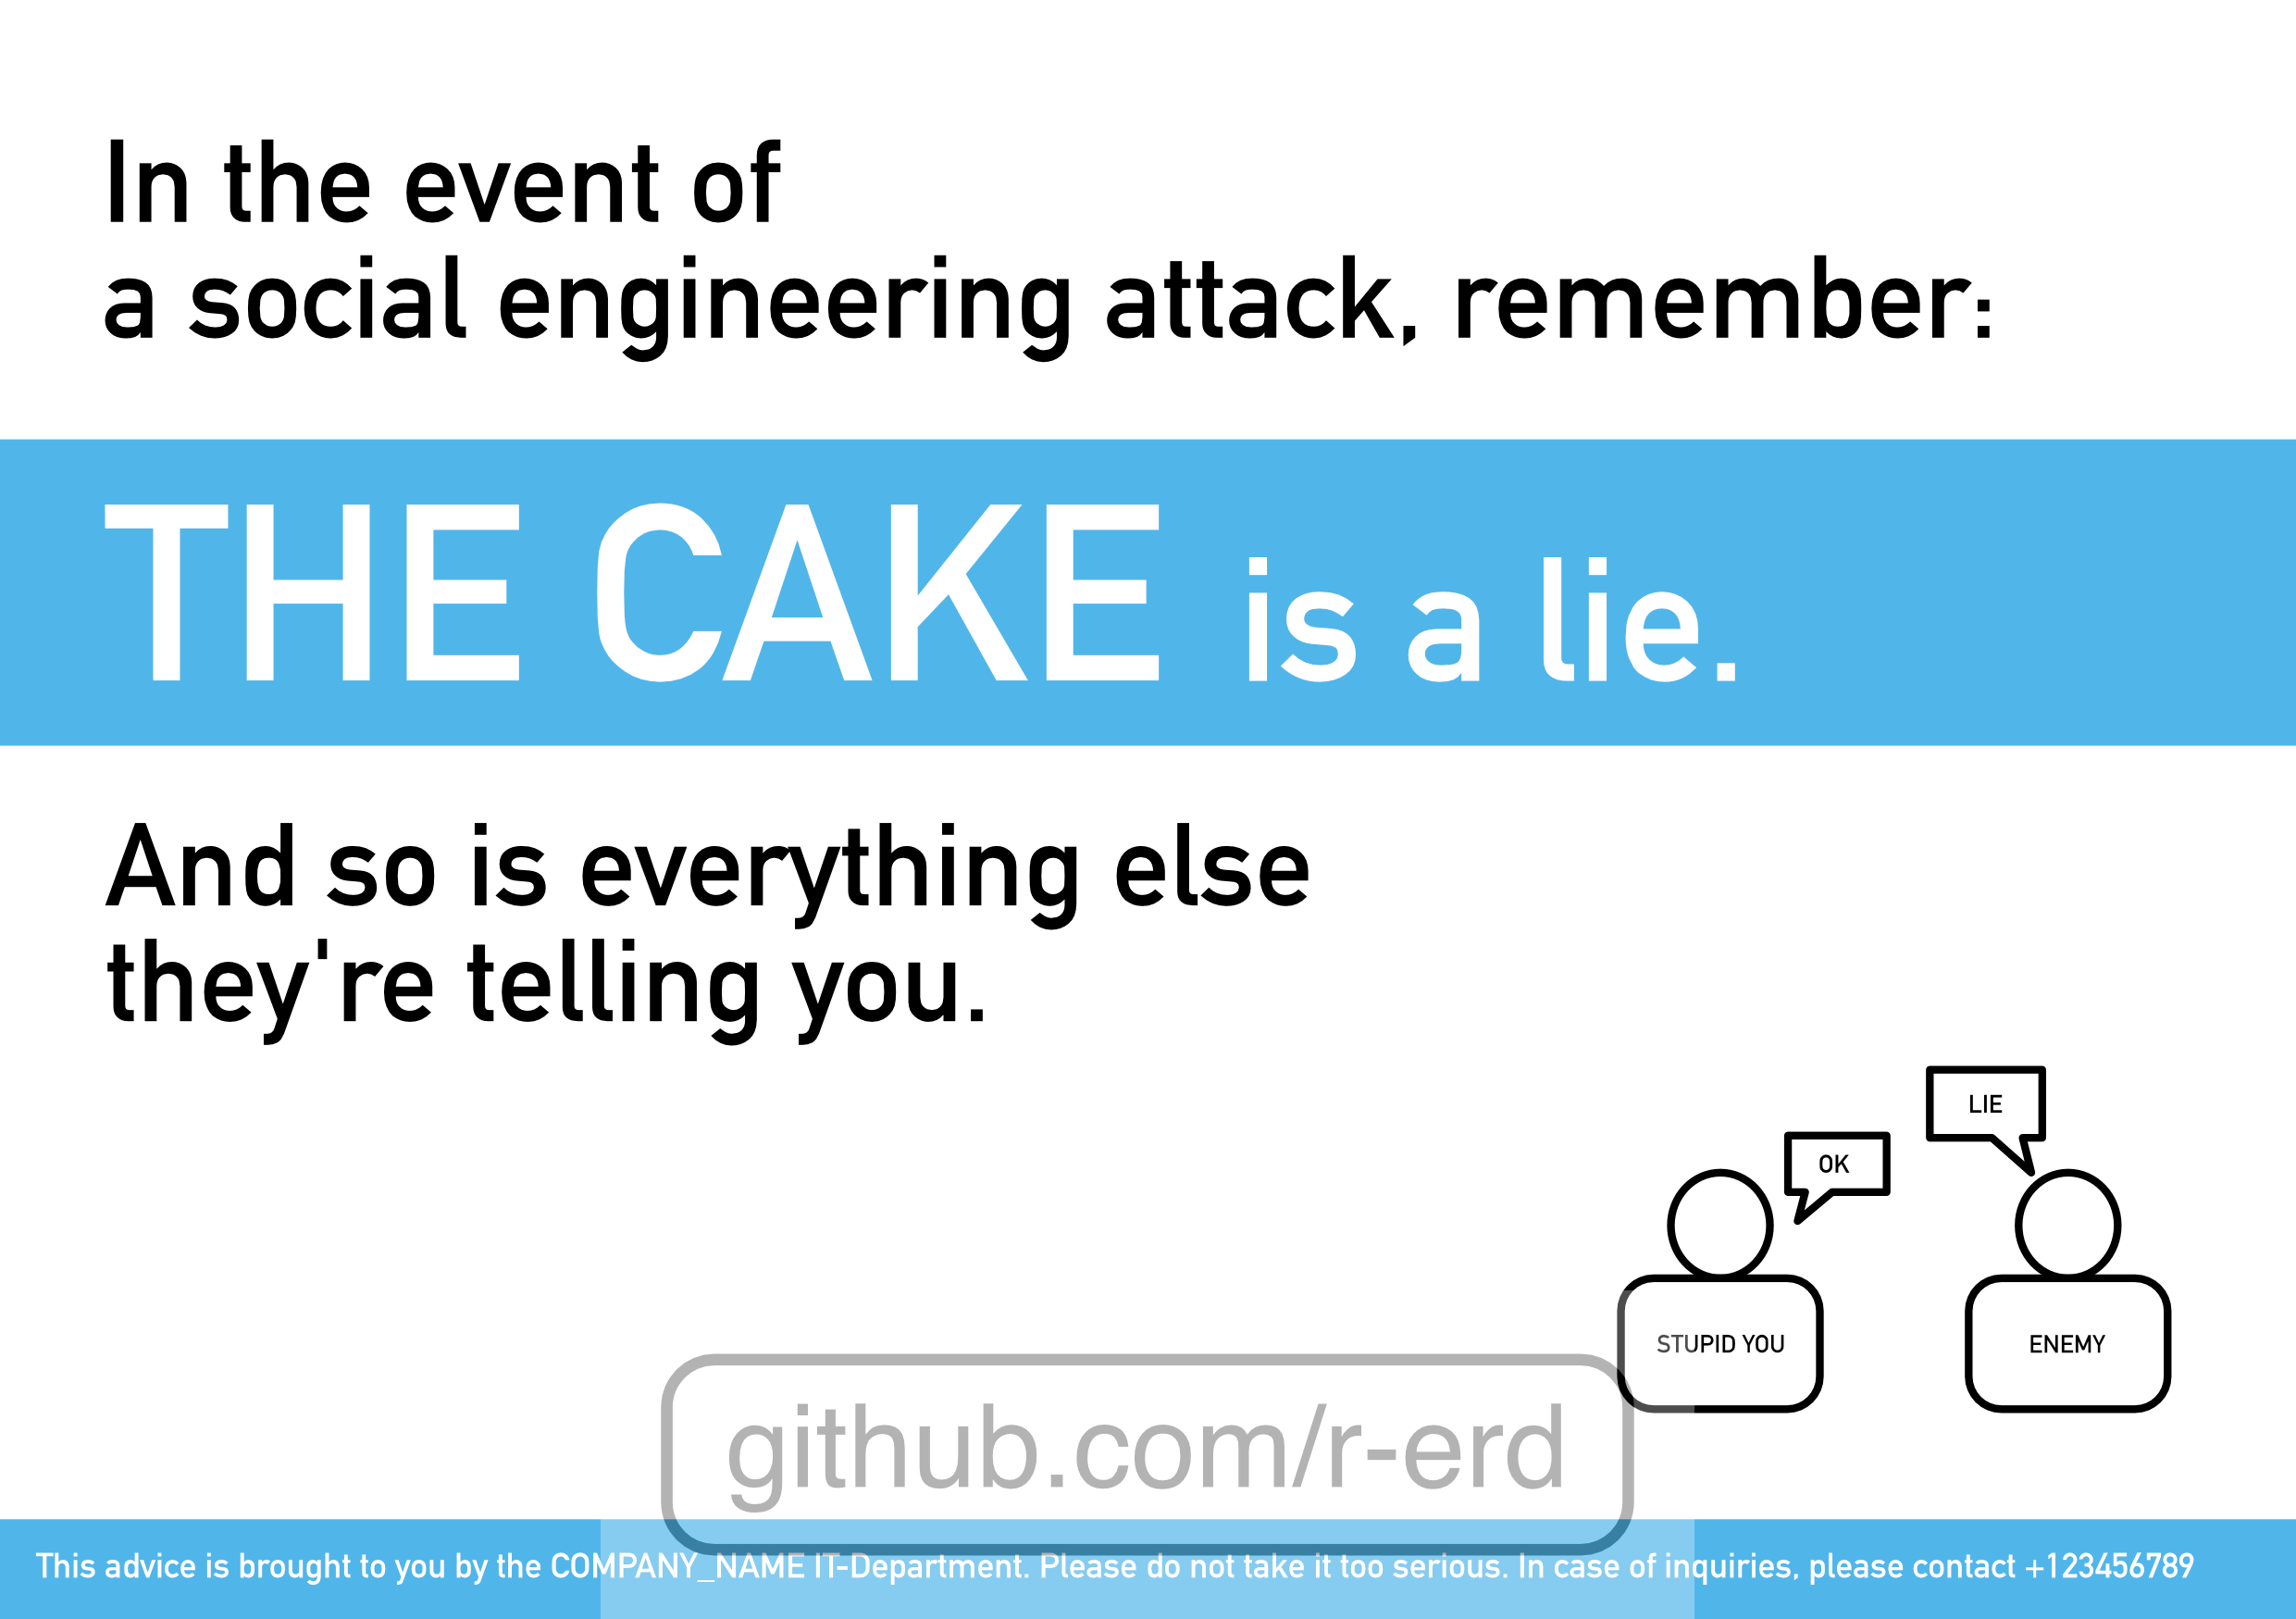 In the event of
a social engineering attack, remember:
THE CAKE is a lie.
And so is everything else
they're telling you.
LIE
OK
STUPID YOU
ENEMY
github.com/r-erd
This advice is brought to you by the COMPANY_NAME IT-Department. Please do not take it too serious. In case of inquiries, please contact +123456789